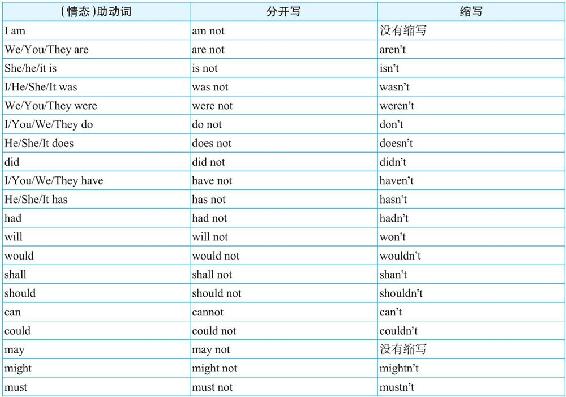 (情态)助动词 分开写 缩写
I am am not 没有缩写
We/You/They are are not aren't
She/he/it is is not isn't
I/He/She/It was was not wasn't
We/You/They were were not weren't
I/You/We/They do do not don't
He/She/It does does not doesn't
did did not didn't
I/You/We/They have have not haven't
He/She/It has has not hasn't
had had not hadn't
will will not won't
would would not wouldn't
shall shall not shan't
should should not shouldn't
can cannot can't
could could not couldn't
may may not 没有缩写
might might not mightn't
must must not mustn't